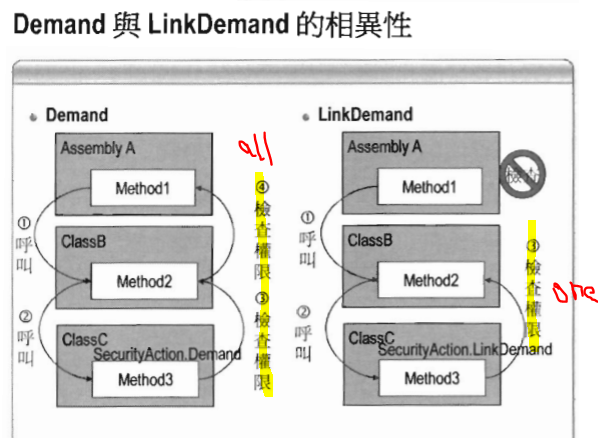 Demand 與 LinkDemand 的相異性
Demand
Assembly A
Method1
all
①呼叫
④檢查權限
ClassB
Method2
②呼叫
③檢查權限
ClassC
SecurityAction.Demand
Method3
LinkDemand
Assembly A
Method1
①呼叫
ClassB
Method2
②呼叫
③檢查權限
one
ClassC
SecurityAction.LinkDemand
Method3